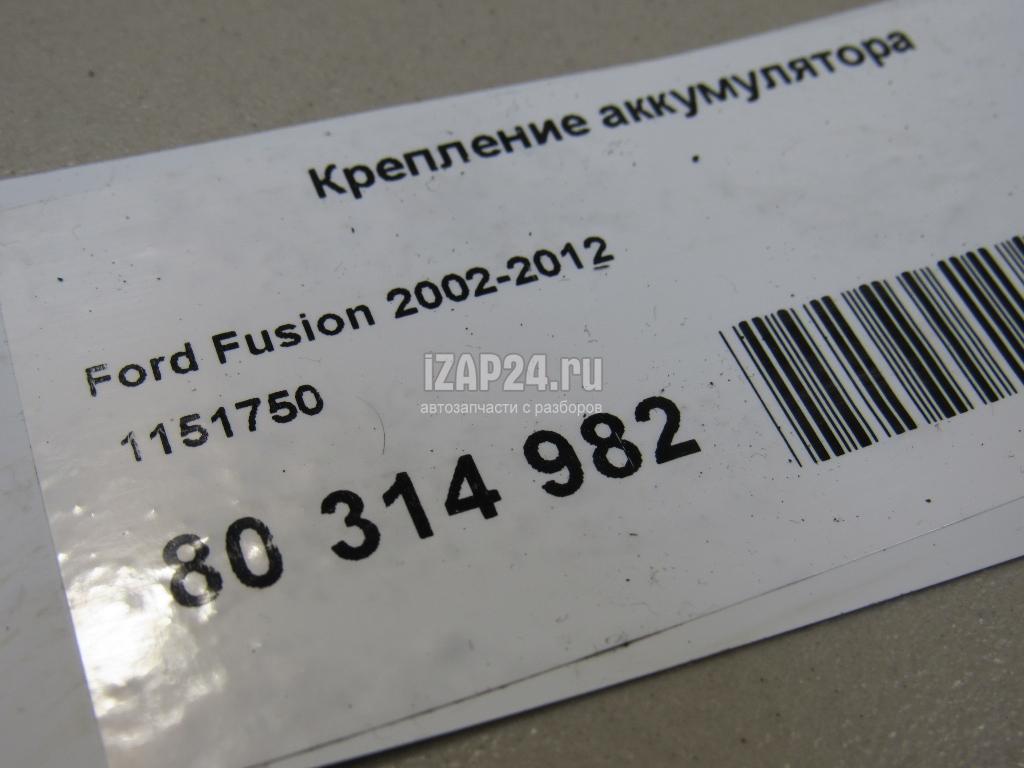 Крепление аккумулятора
Ford Fusion 2002-2012
iZAP24.ru
1151750
автозапчасти с разборов
80 314 982